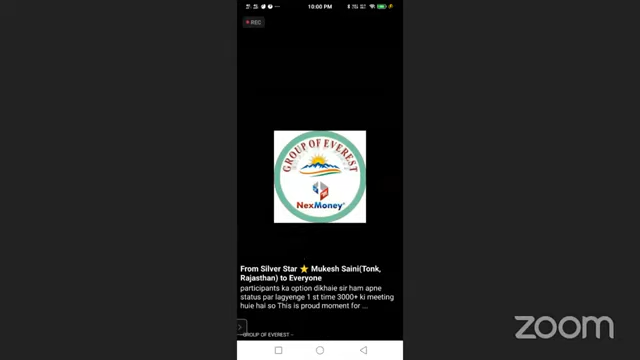 10:00 PM
REC
GROUP OF EVEREST
NexMoney
From Silver Star ⭐ Mukesh Saini(Tonk,
Rajasthan) to Everyone
participants ka option dikhaie sir ham apne
status par lagyenge 1 st time 3000+ ki meeting
huie hai so This is proud moment for ...
~GROUP OF EVEREST ~
zoom